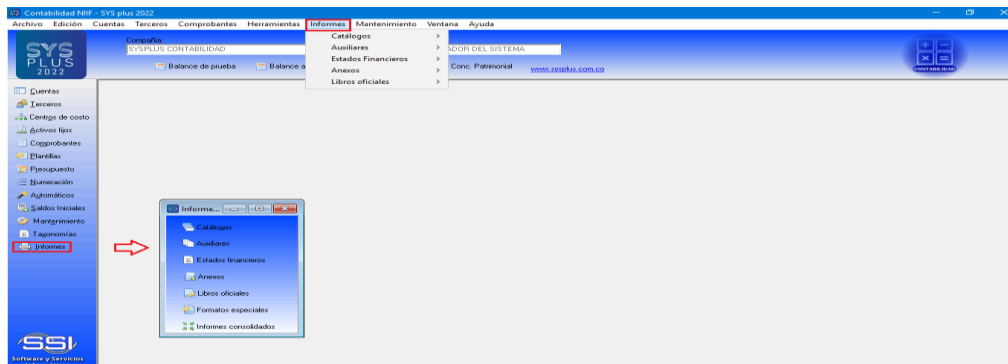 Contabilidad NIIF - SYS plus 2022
Archivo Edición Cuentas Terceros Comprobantes Herramientas Informes Mantenimiento Ventana Ayuda
SYS
PLUS
2022
Compañia:
SYSPLUS CONTABILIDAD
ADOR DEL SISTEMA
Balance de prueba Balance a
Conc. Patrimonial www.sysplus.com.co
CONTABILIDAD
Catálogos >
Auxiliares >
Estados Financieros >
Anexos >
Libros oficiales >
Cuentas
Terceros
Centros de costo
Activos fijos
Comprobantes
Plantillas
Presupuesto
Numeración
Automáticos
Saldos Iniciales
Mantenimiento
Taxonomías
Informes
Informe...
Catálogos
Auxiliares
Estados financieros
Anexos
Libros oficiales
Formatos especiales
Informes consolidados
SSI
Software y Servicios